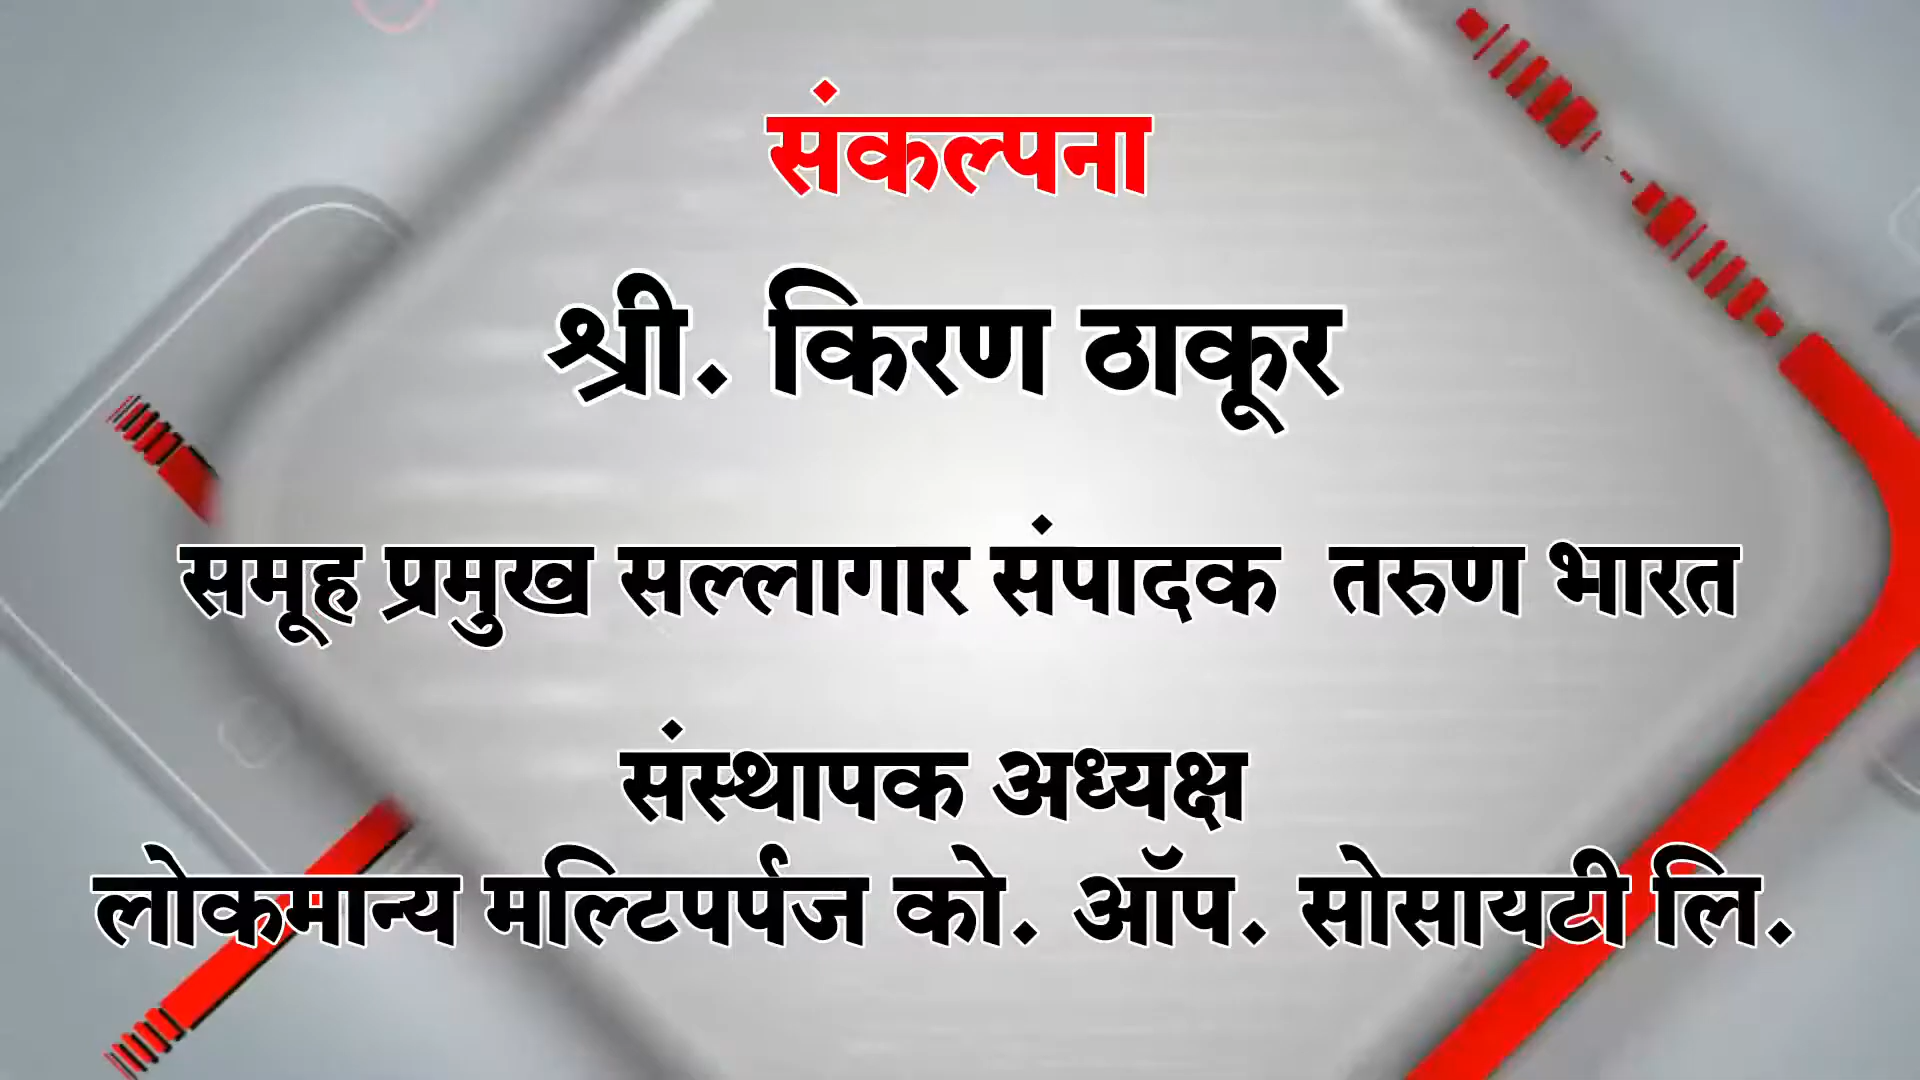 संकल्पना
श्री. किरण ठाकूर
समूह प्रमुख सल्लागार संपादक तरुण भारत
संस्थापक अध्यक्ष
लोकमान्य मल्टिपर्पज को. ऑप. सोसायटी लि.